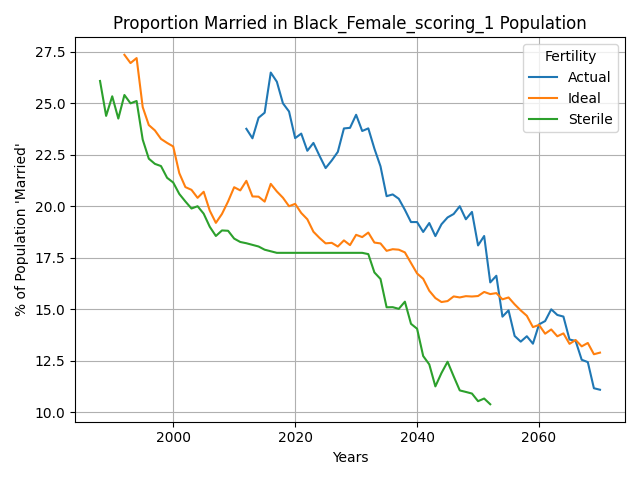 Proportion Married in Black_Female_scoring_1 Population
Fertility
Actual
Ideal
Sterile
% of Population 'Married'
27.5
25.0
22.5
20.0
17.5
15.0
12.5
10.0
2000 2020 2040 2060
Years